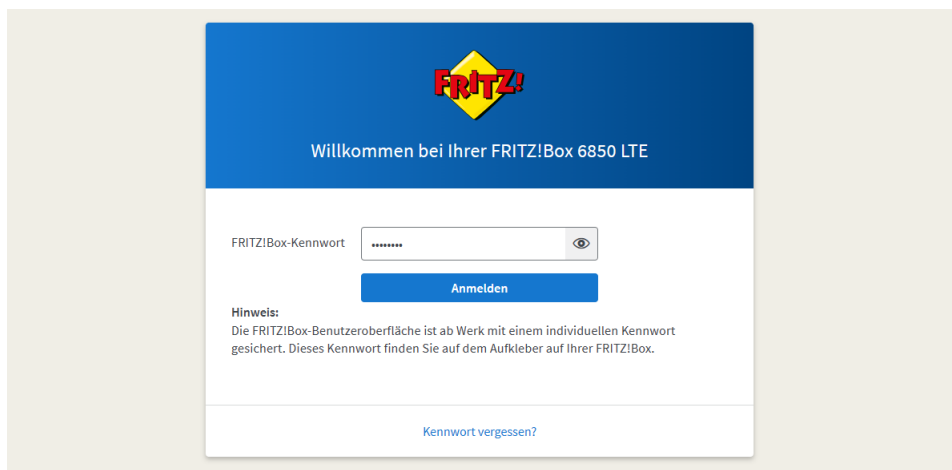 FRITZ!
Willkommen bei Ihrer FRITZ!Box 6850 LTE
FRITZ!Box-Kennwort ••••••••
Anmelden
Hinweis:
Die FRITZ!Box-Benutzeroberfläche ist ab Werk mit einem individuellen Kennwort
gesichert. Dieses Kennwort finden Sie auf dem Aufkleber auf Ihrer FRITZ!Box.
Kennwort vergessen?